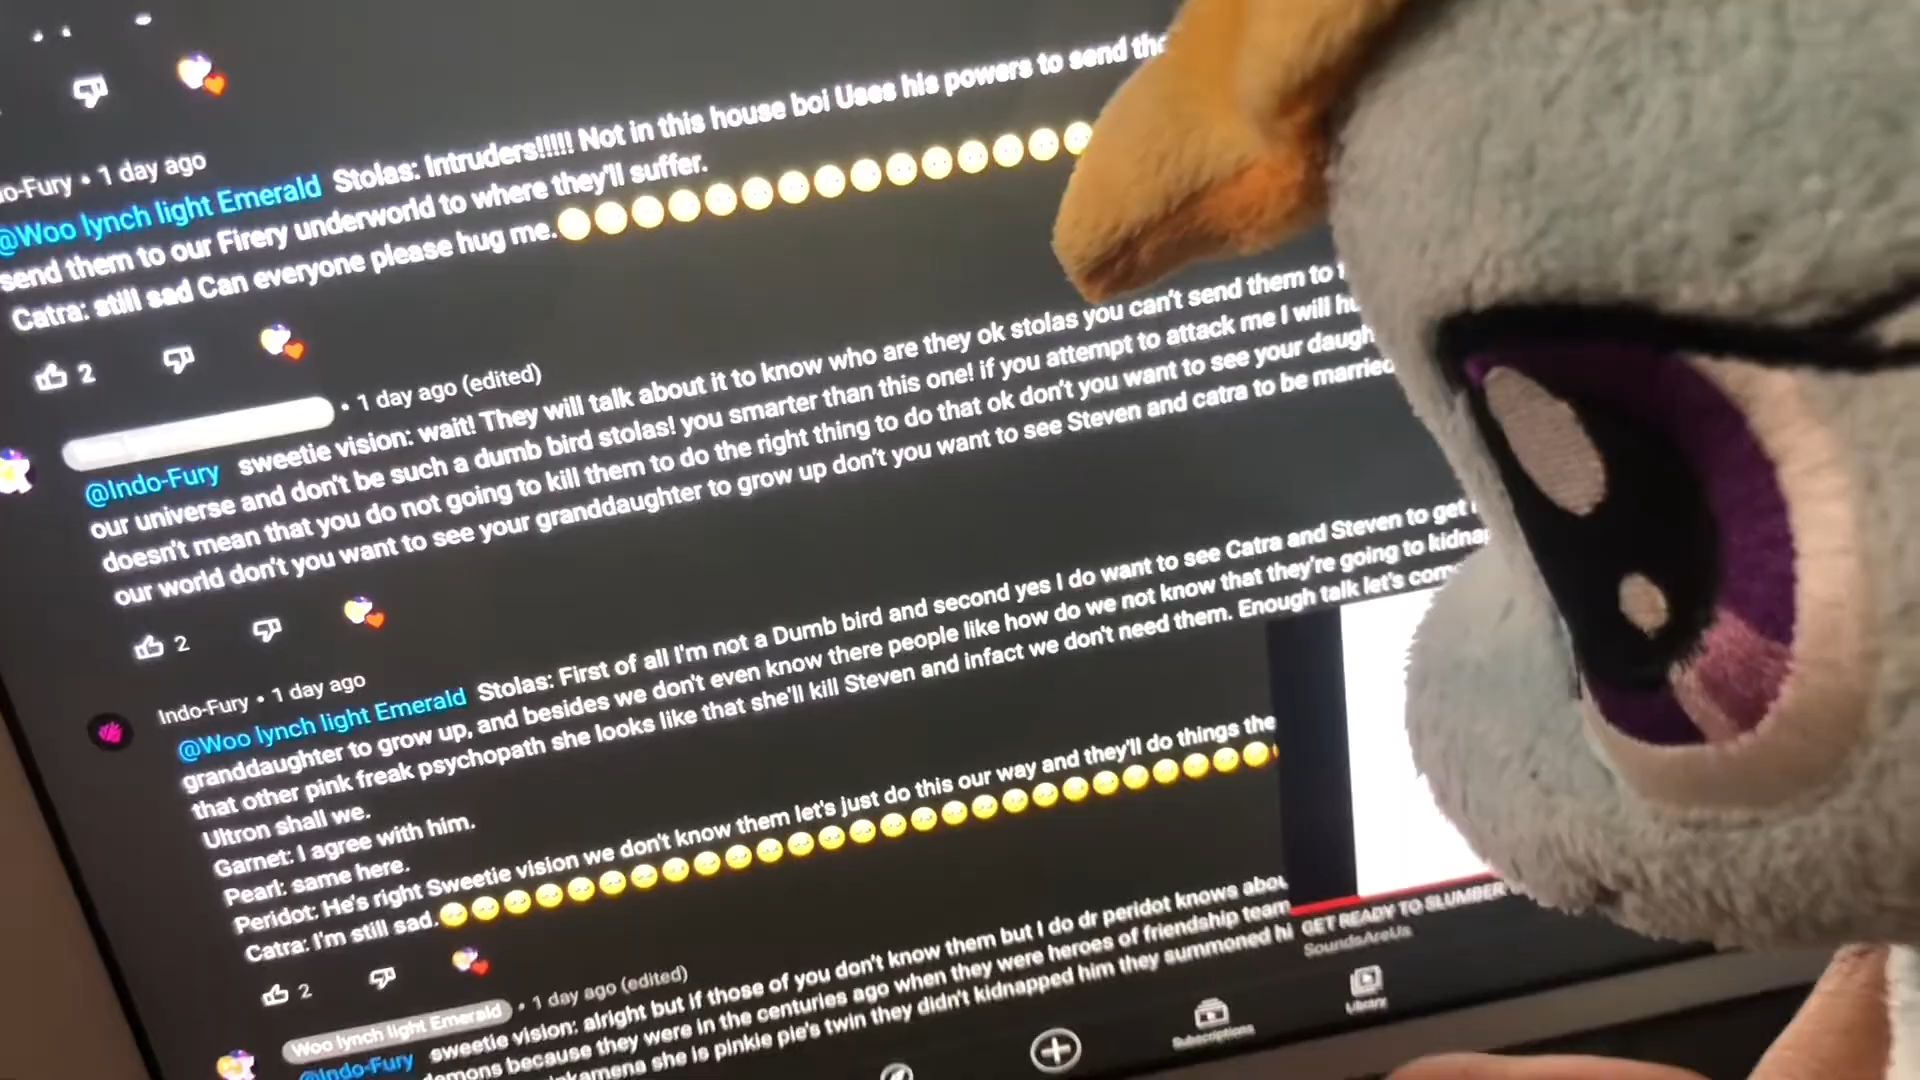 o-Fury • 1 day ago
@Woo lynch light Emerald Stolas: Intruders!!!!! Not in this house boi Uses his powers to send the
send them to our Firery underworld to where they'll suffer.
Catra: still sad Can everyone please hug me.
2
• 1 day ago (edited)
@Indo-Fury sweetie vision: wait! They will talk about it to know who are they ok stolas you can't send them to
our universe and don't be such a dumb bird stolas! you smarter than this one! if you attempt to attack me I will hu
doesn't mean that you do not going to kill them to do the right thing to do that ok don't you want to see your daugh
our world don't you want to see your granddaughter to grow up don't you want to see Steven and catra to be married
2
Indo-Fury • 1 day ago
@Woo lynch light Emerald Stolas: First of all I'm not a Dumb bird and second yes I do want to see Catra and Steven to get
granddaughter to grow up, and besides we don't even know there people like how do we not know that they're going to kidnap
that other pink freak psychopath she looks like that she'll kill Steven and infact we don't need them. Enough talk let's com
Ultron shall we.
Garnet: I agree with him.
Pearl: same here.
Peridot: He's right Sweetie vision we don't know them let's just do this our way and they'll do things the
Catra: I'm still sad.
2
Woo lynch light Emerald • 1 day ago (edited)
@Indo-Fury sweetie vision: alright but if those of you don't know them but I do dr peridot knows abou
demons because they were in the centuries ago when they were heroes of friendship team
nkamena she is pinkie pie's twin they didn't kidnapped him they summoned hi
GET READY TO SLUMBER
SoundsAreUs
Subscriptions
Library